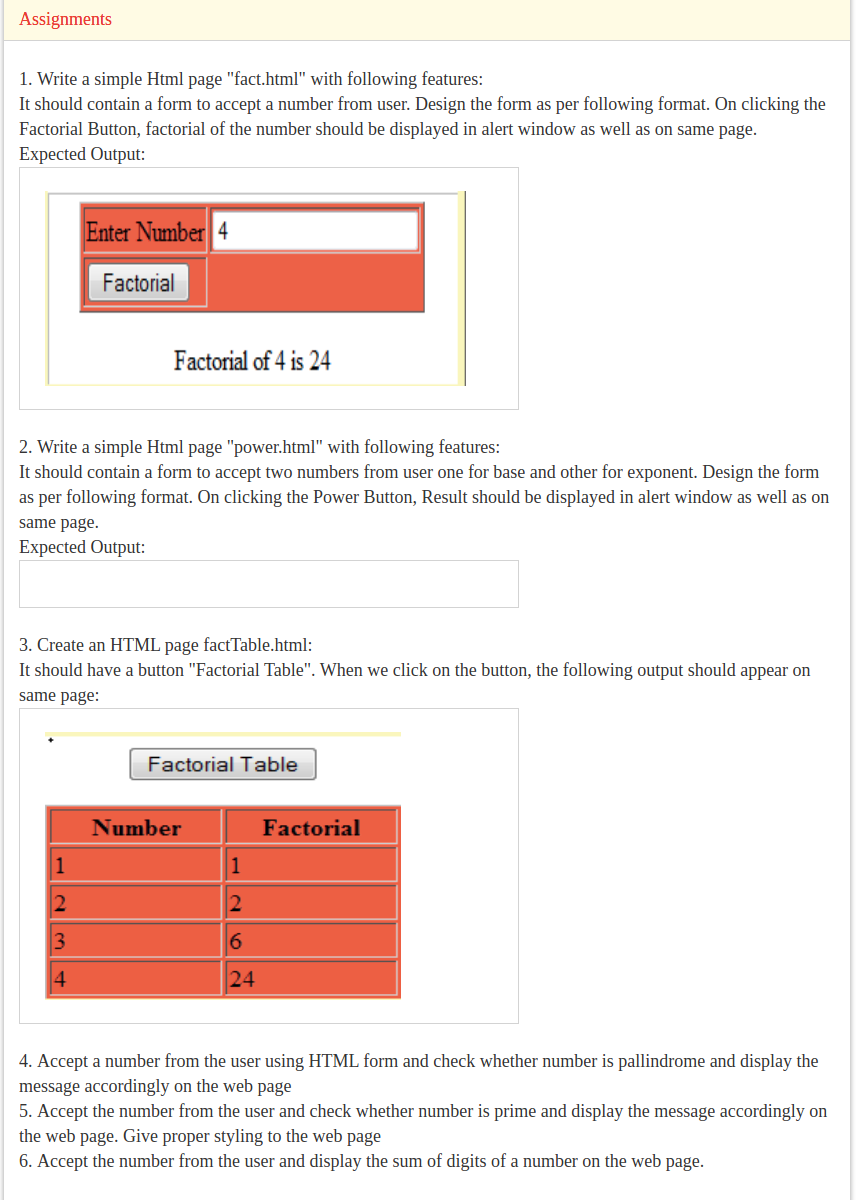 Assignments
1. Write a simple Html page "fact.html" with following features:
It should contain a form to accept a number from user. Design the form as per following format. On clicking the
Factorial Button, factorial of the number should be displayed in alert window as well as on same page.
Expected Output:
Enter Number 4
Factorial
Factorial of 4 is 24
2. Write a simple Html page "power.html" with following features:
It should contain a form to accept two numbers from user one for base and other for exponent. Design the form
as per following format. On clicking the Power Button, Result should be displayed in alert window as well as on
same page.
Expected Output:
3. Create an HTML page factTable.html:
It should have a button "Factorial Table". When we click on the button, the following output should appear on
same page:
Factorial Table
Number Factorial
1 1
2 2
3 6
4 24
4. Accept a number from the user using HTML form and check whether number is pallindrome and display the
message accordingly on the web page
5. Accept the number from the user and check whether number is prime and display the message accordingly on
the web page. Give proper styling to the web page
6. Accept the number from the user and display the sum of digits of a number on the web page.